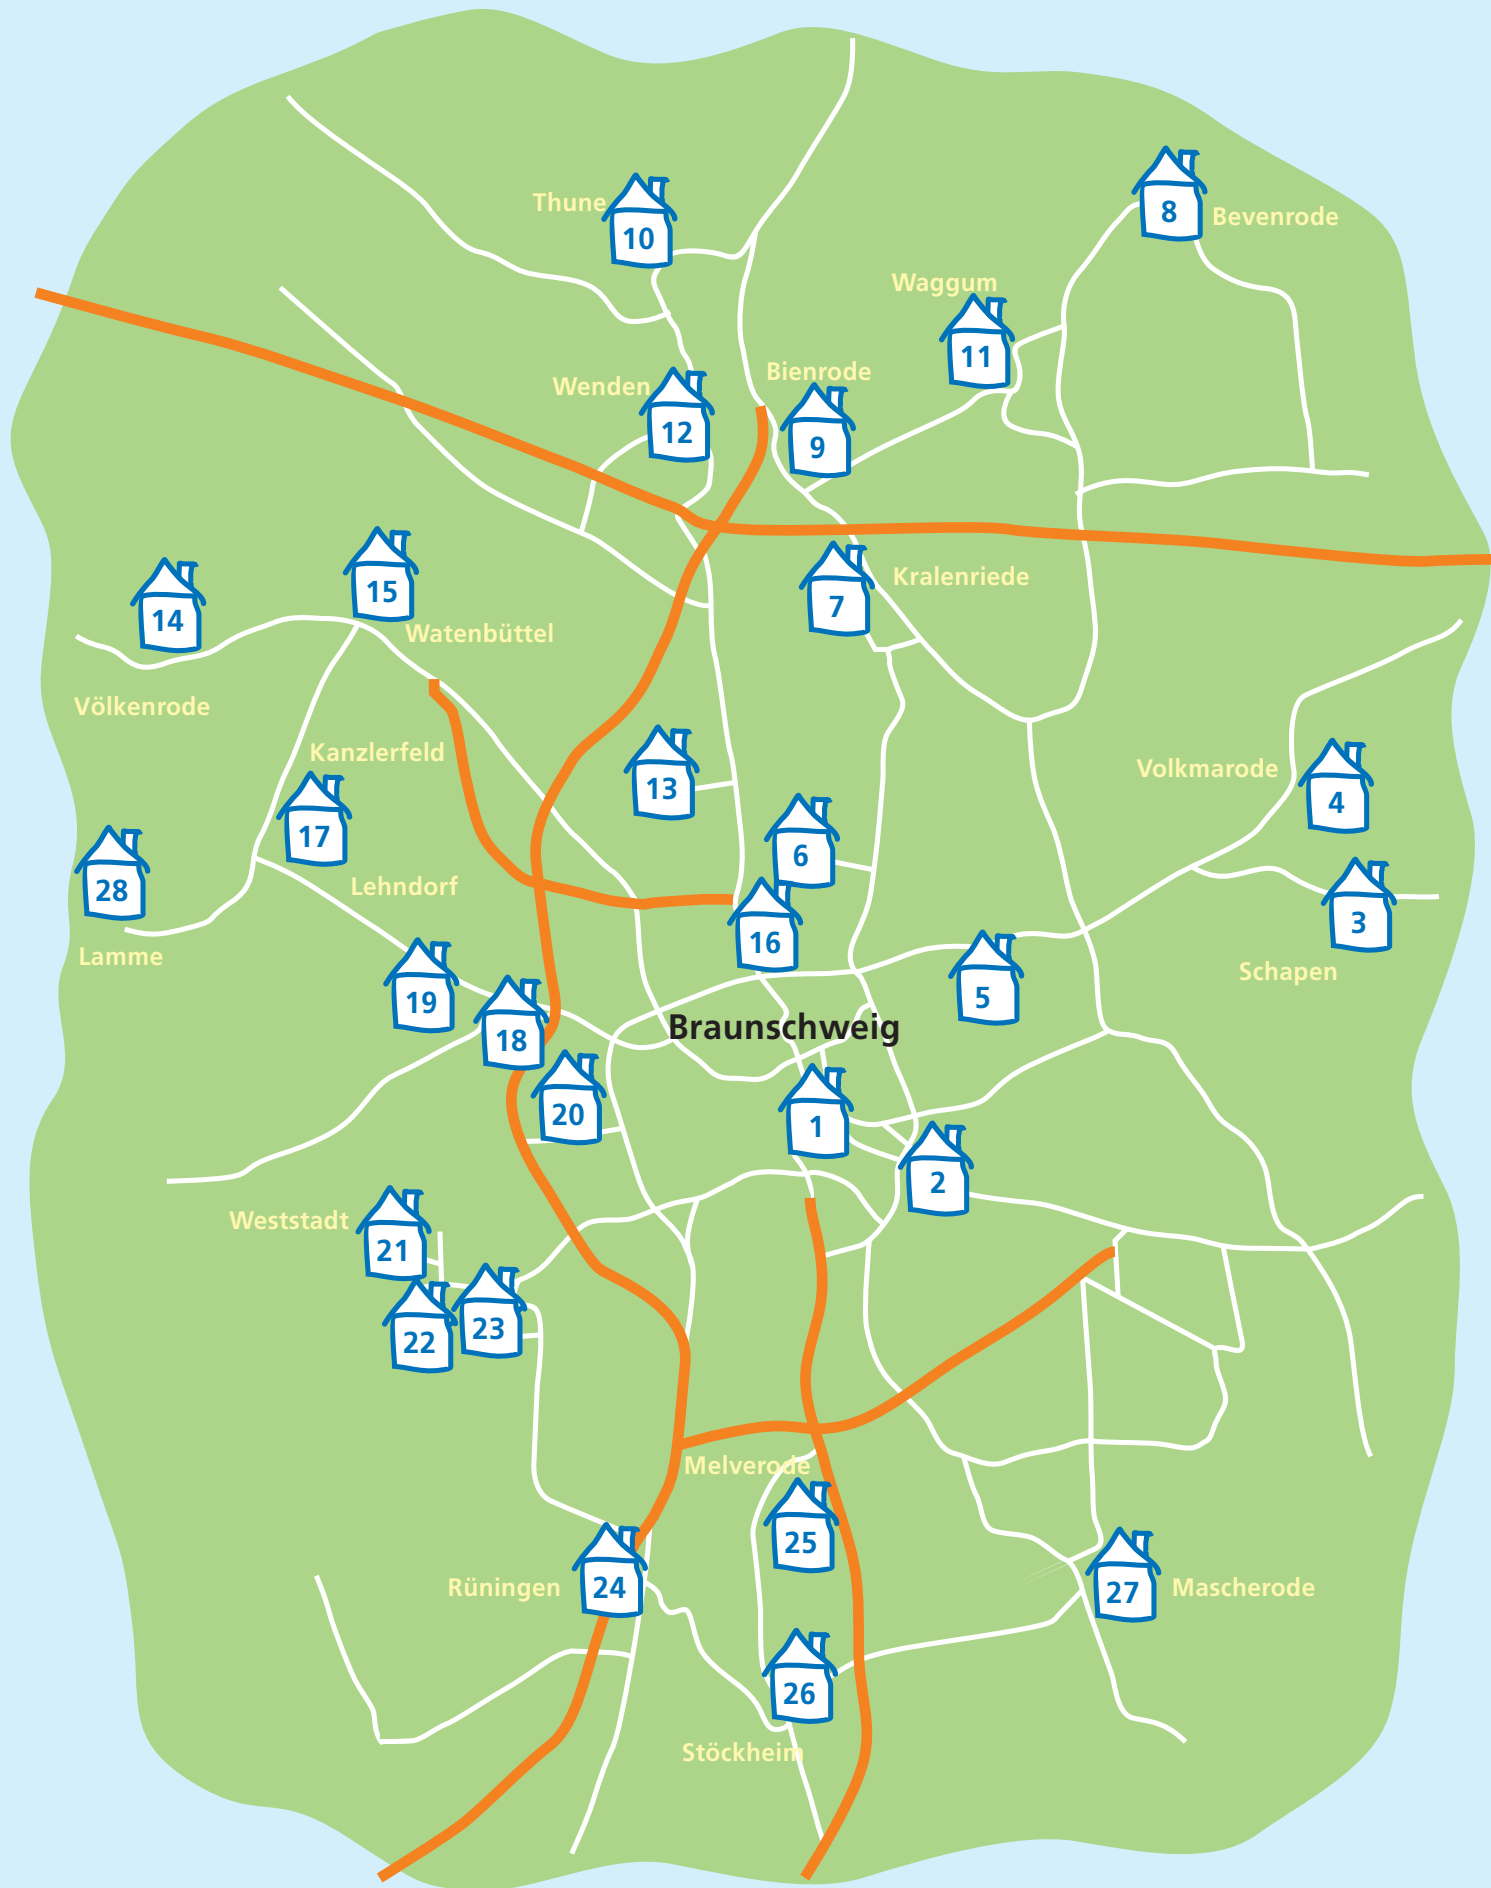 8
Thune
Bevenrode
10
Waggum
11
Bienrode
Wenden
12
9
Kralenriede
15
7
14
Watenbüttel
Völkenrode
Kanzlerfeld
Volkmarode
13
4
17
6
Lehndorf
28
3
16
Lamme
Schapen
5
19
Braunschweig
18
20
1
2
Weststadt
21
23
22
Melverode
25
Rüningen
24
27
Mascherode
26
Stöckheim